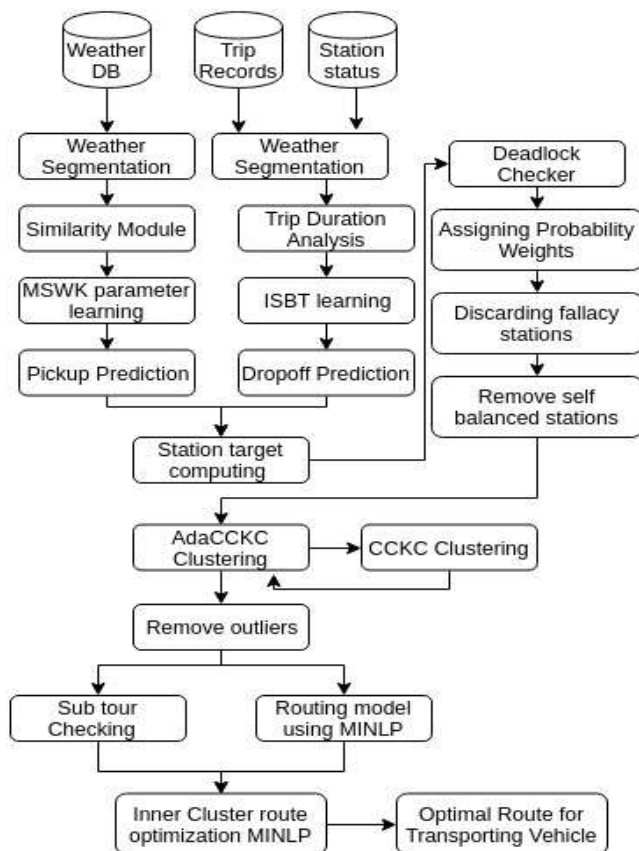 Weather
DB
Trip
Records
Station
status
Weather
Segmentation
Weather
Segmentation
Deadlock
Checker
Similarity Module
Trip Duration
Analysis
Assigning Probability
Weights
MSWK parameter
learning
ISBT learning
Discarding fallacy
stations
Pickup Prediction
Dropoff Prediction
Remove self
balanced stations
Station target
computing
AdaCCKC
Clustering
CCKC Clustering
Remove outliers
Sub tour
Checking
Routing model
using MINLP
Inner Cluster route
optimization MINLP
Optimal Route for
Transporting Vehicle